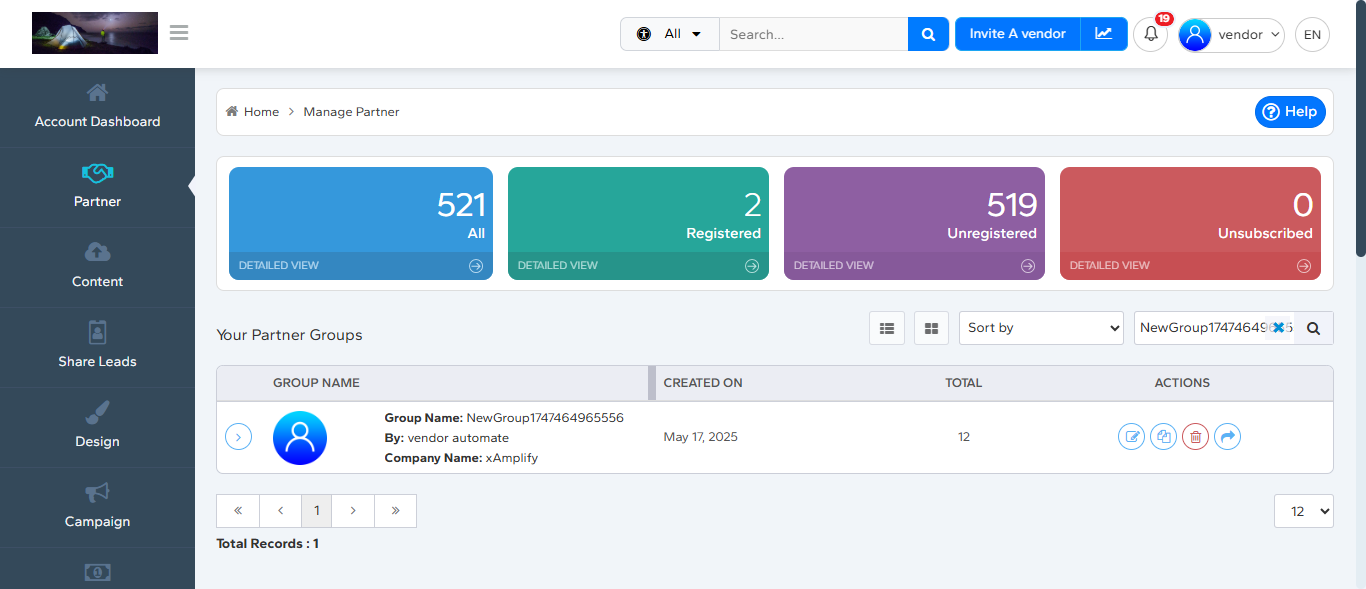 All
Search...
Invite A vendor
19
vendor
EN
Account Dashboard
Partner
Content
Share Leads
Design
Campaign
Home > Manage Partner
Help
521
All
DETAILED VIEW
2
Registered
DETAILED VIEW
519
Unregistered
DETAILED VIEW
0
Unsubscribed
DETAILED VIEW
Your Partner Groups
Sort by
GROUP NAME CREATED ON TOTAL ACTIONS
Group Name: NewGroup1747464965556
By: vendor automate
Company Name: xAmplify
May 17, 2025
12
« < 1 > »
12
Total Records : 1